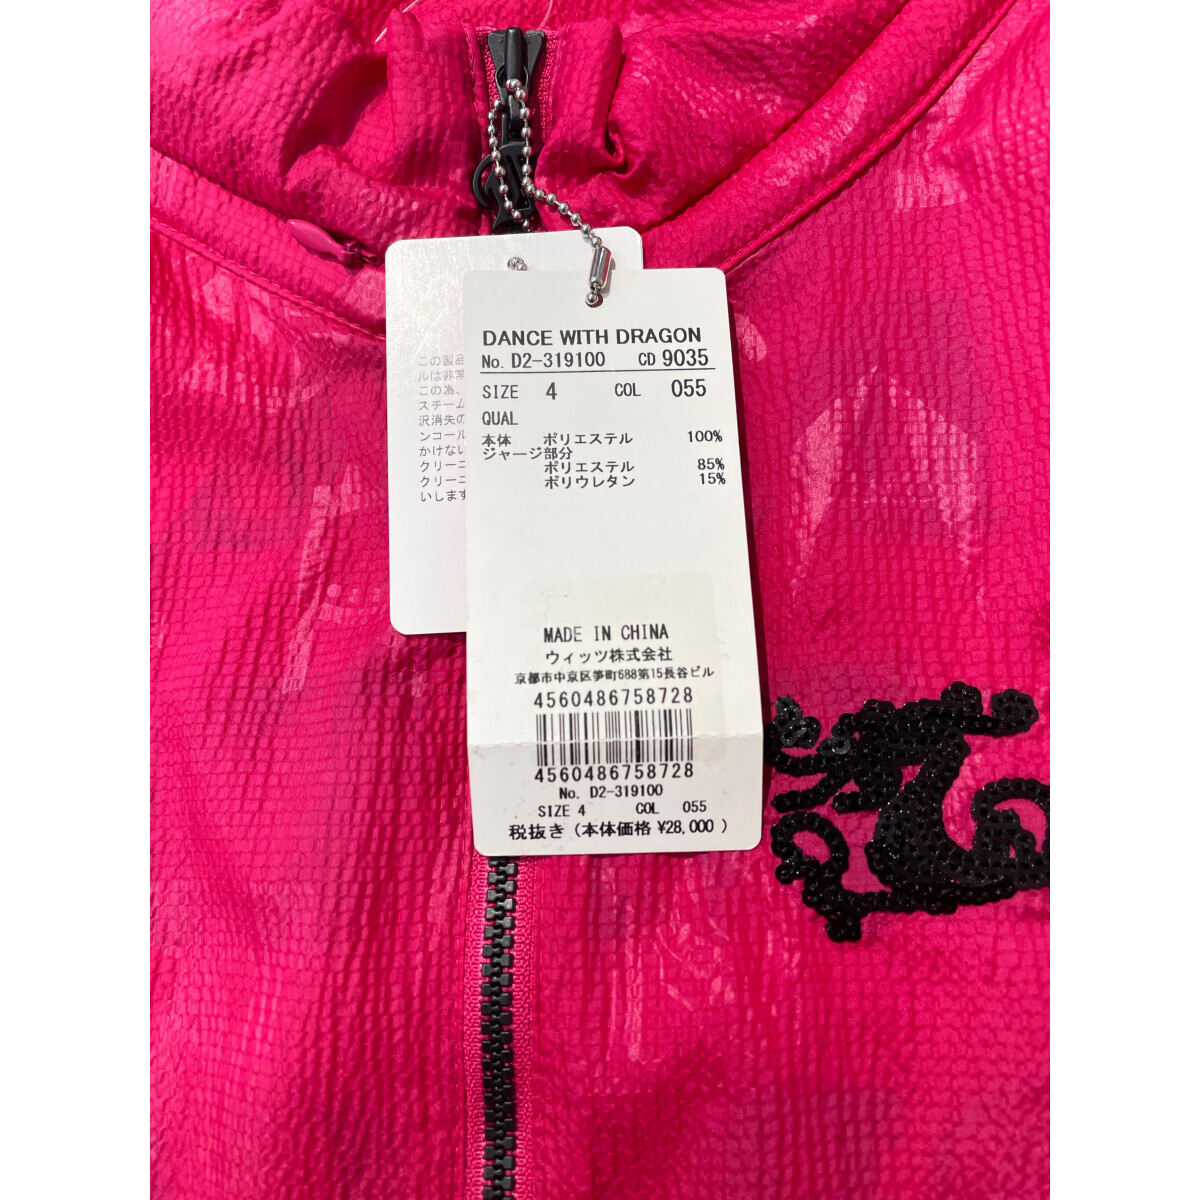 DANCE WITH DRAGON
No. D2-319100 CD 9035
SIZE 4 COL 055
QUAL
本体 ポリエステル 100%
ジャージ部分
ポリエステル 85%
ポリウレタン 15%
MADE IN CHINA
ウィッツ株式会社
京都市中京区笋町688第15長谷ビル
4560486758728
4560486758728
No. D2-319100
SIZE 4 COL 055
税抜き (本体価格 ¥28,000 )
この製品
ルは非常
この為、
スチーム
沢消失の
ンコール
かけない
クリーニ
クリーニ
いします